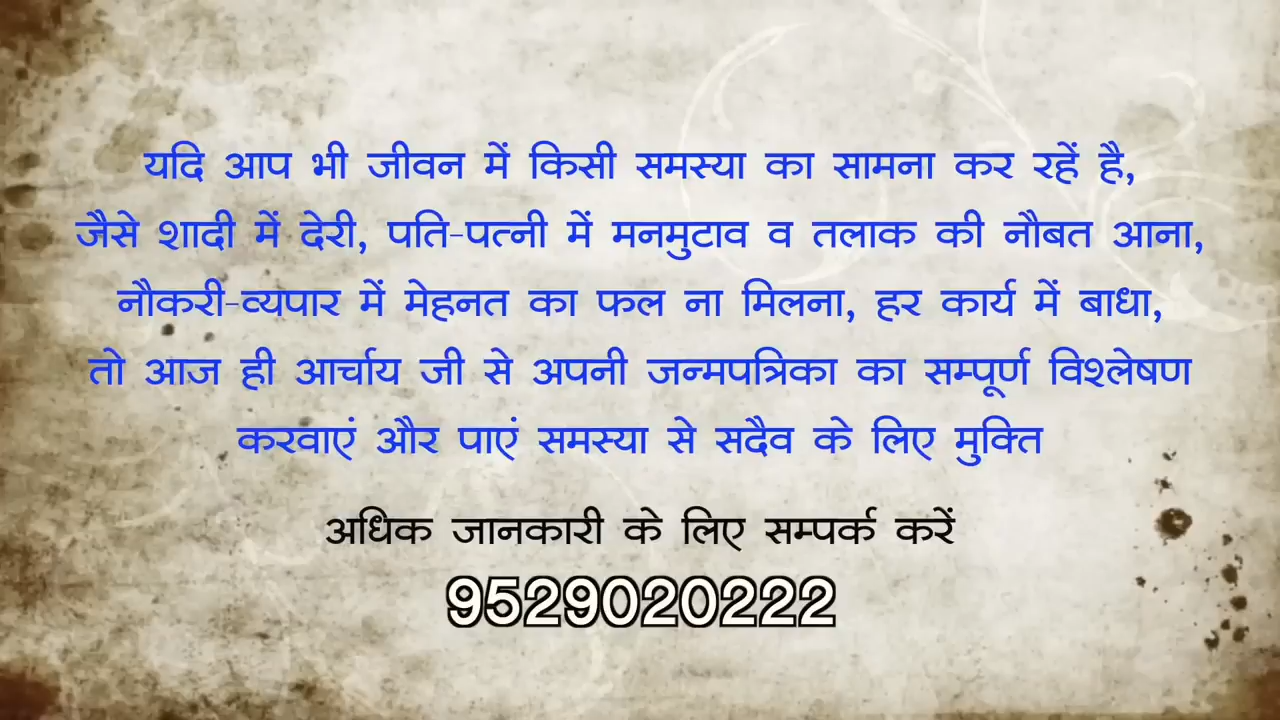 यदि आप भी जीवन में किसी समस्या का सामना कर रहें है,
जैसे शादी में देरी, पति-पत्नी में मनमुटाव व तलाक की नौबत आना,
नौकरी-व्यपार में मेहनत का फल ना मिलना, हर कार्य में बाधा,
तो आज ही आर्चाय जी से अपनी जन्मपत्रिका का सम्पूर्ण विश्लेषण
करवाएं और पाएं समस्या से सदैव के लिए मुक्ति
अधिक जानकारी के लिए सम्पर्क करें
9529020222